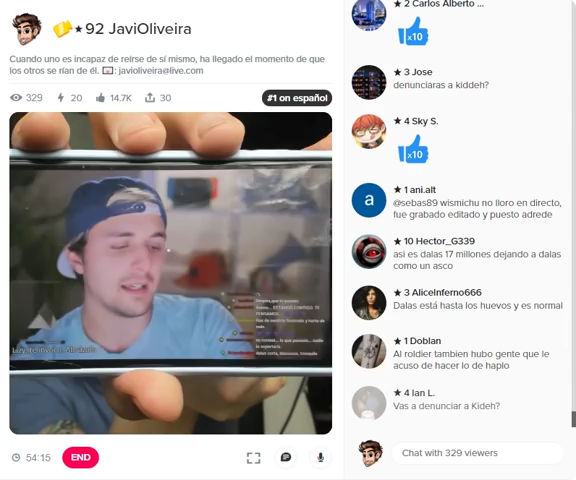 ★ 92 JaviOliveira
Cuando uno es incapaz de reírse de sí mismo, ha llegado el momento de que
los otros se rían de él. 💌: javioliveira@live.com
329
20
14.7K
30
#1 on español
54:15
END
★ 2 Carlos Alberto ...
x10
★ 3 Jose
denunciaras a kiddeh?
★ 4 Sky S.
x10
a
★ 1 ani.alt
@sebas89 wismichu no lloro en directo,
fue grabado editado y puesto adrede
★ 10 Hector_G339
asi es dalas 17 millones dejando a dalas
como un asco
★ 3 AliceInferno666
Dalas está hasta los huevos y es normal
★ 1 Doblan
Al roldier tambien hubo gente que le
acuso de hacer lo de haplo
★ 4 Ian L.
Vas a denunciar a Kideh?
Chat with 329 viewers